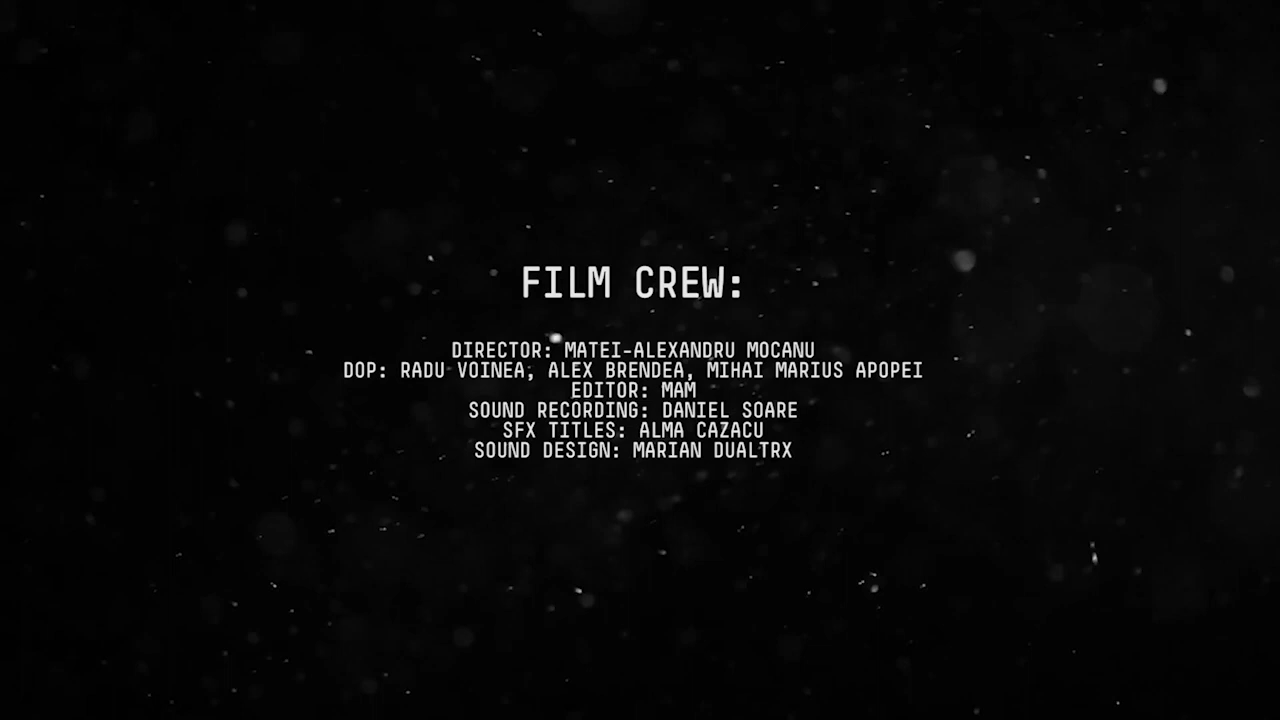 FILM CREW:
DIRECTOR: MATEI-ALEXANDRU MOCANU
DOP: RADU VOINEA, ALEX BRENDEA, MIHAI MARIUS APOPEI
EDITOR: MAM
SOUND RECORDING: DANIEL SOARE
SFX TITLES: ALMA CAZACU
SOUND DESIGN: MARIAN DUALTRX